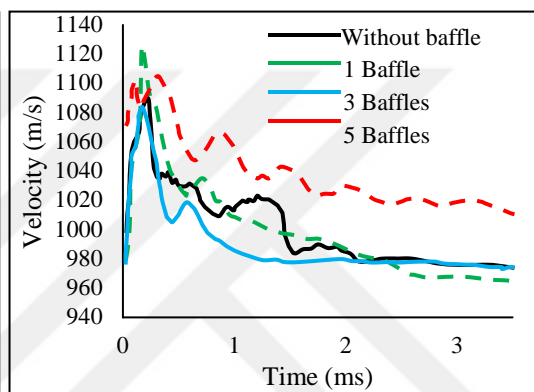 1140
1120
1100
1080
1060
1040
1020
1000
980
960
940
Velocity (m/s)
Without baffle
1 Baffle
3 Baffles
5 Baffles
0
1
2
3
Time (ms)